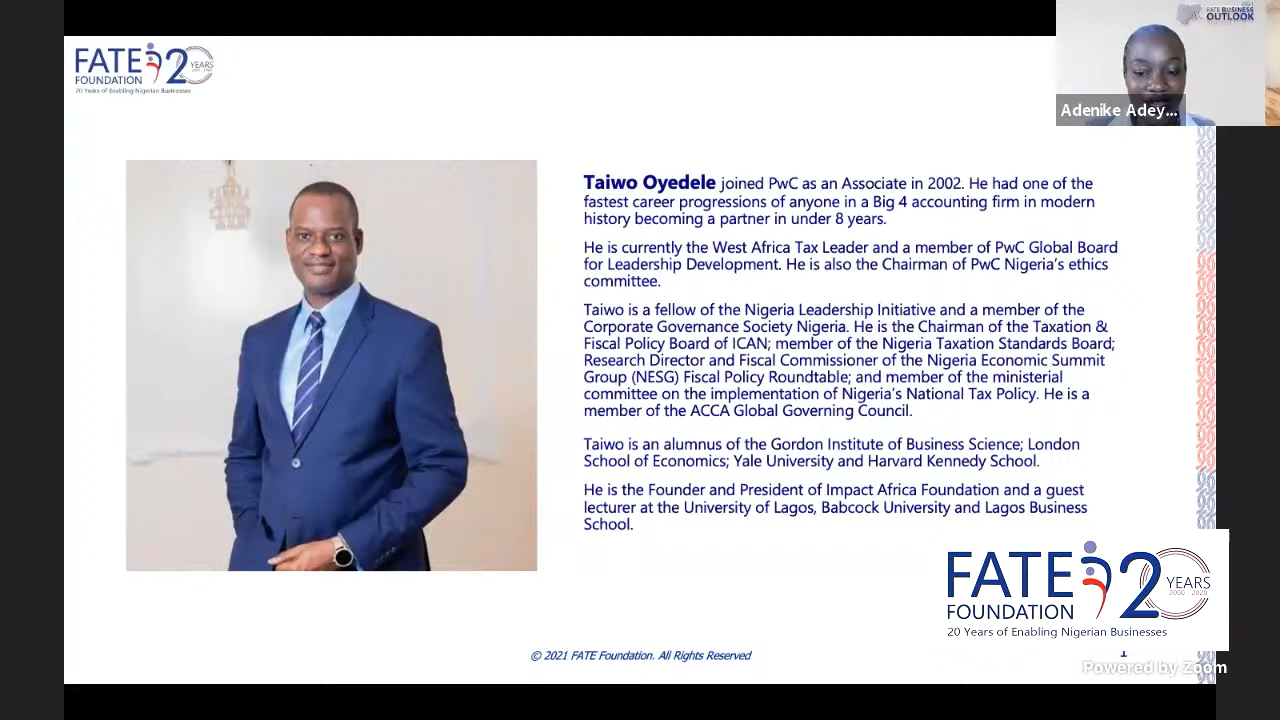 2021
FATE BUSINESS
OUTLOOK
Adenike Adey...
FATE 20 YEARS
FOUNDATION
20 Years of Enabling Nigerian Businesses
Taiwo Oyedele joined PwC as an Associate in 2002. He had one of the
fastest career progressions of anyone in a Big 4 accounting firm in modern
history becoming a partner in under 8 years.
He is currently the West Africa Tax Leader and a member of PwC Global Board
for Leadership Development. He is also the Chairman of PwC Nigeria's ethics
committee.
Taiwo is a fellow of the Nigeria Leadership Initiative and a member of the
Corporate Governance Society Nigeria. He is the Chairman of the Taxation &
Fiscal Policy Board of ICAN; member of the Nigeria Taxation Standards Board;
Research Director and Fiscal Commissioner of the Nigeria Economic Summit
Group (NESG) Fiscal Policy Roundtable; and member of the ministerial
committee on the implementation of Nigeria's National Tax Policy. He is a
member of the ACCA Global Governing Council.
Taiwo is an alumnus of the Gordon Institute of Business Science; London
School of Economics; Yale University and Harvard Kennedy School.
He is the Founder and President of Impact Africa Foundation and a guest
lecturer at the University of Lagos, Babcock University and Lagos Business
School.
FATE 20 YEARS
2000 - 2020
FOUNDATION
20 Years of Enabling Nigerian Businesses
© 2021 FATE Foundation. All Rights Reserved
Powered by Zoom